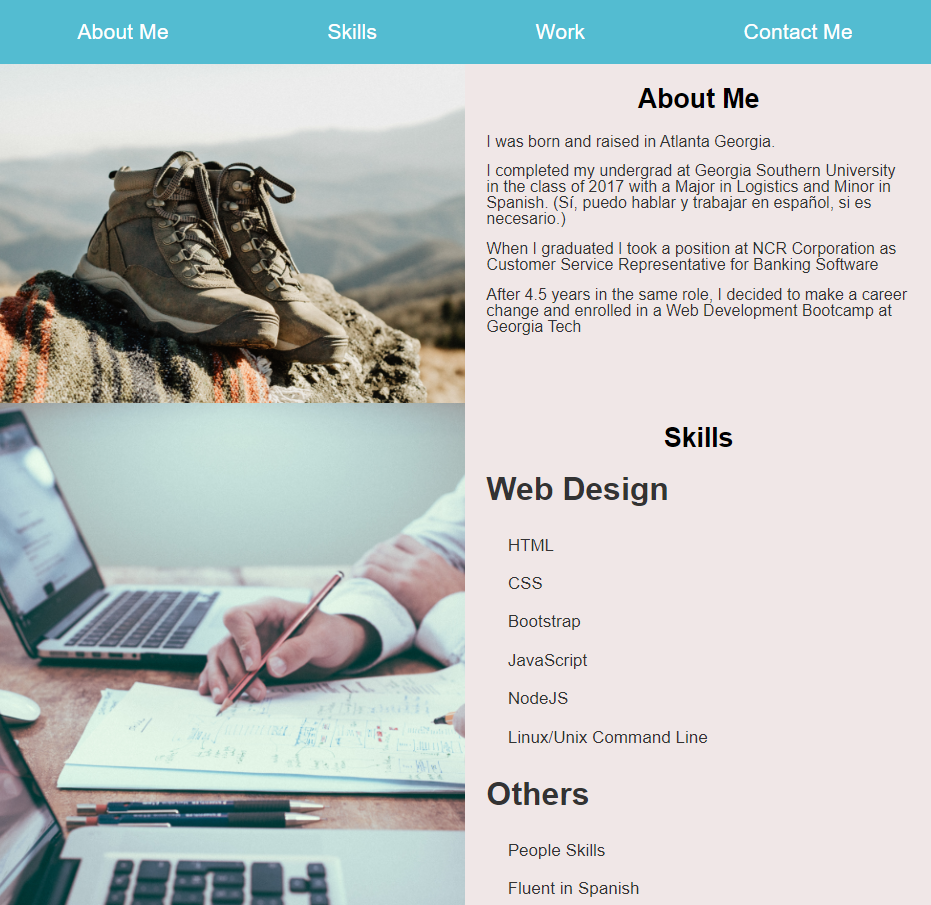 About Me
Skills
Work
Contact Me
About Me
I was born and raised in Atlanta Georgia.
I completed my undergrad at Georgia Southern University
in the class of 2017 with a Major in Logistics and Minor in
Spanish. (Sí, puedo hablar y trabajar en español, si es
necesario.)
When I graduated I took a position at NCR Corporation as
Customer Service Representative for Banking Software
After 4.5 years in the same role, I decided to make a career
change and enrolled in a Web Development Bootcamp at
Georgia Tech
Skills
Web Design
HTML
CSS
Bootstrap
JavaScript
NodeJS
Linux/Unix Command Line
Others
People Skills
Fluent in Spanish